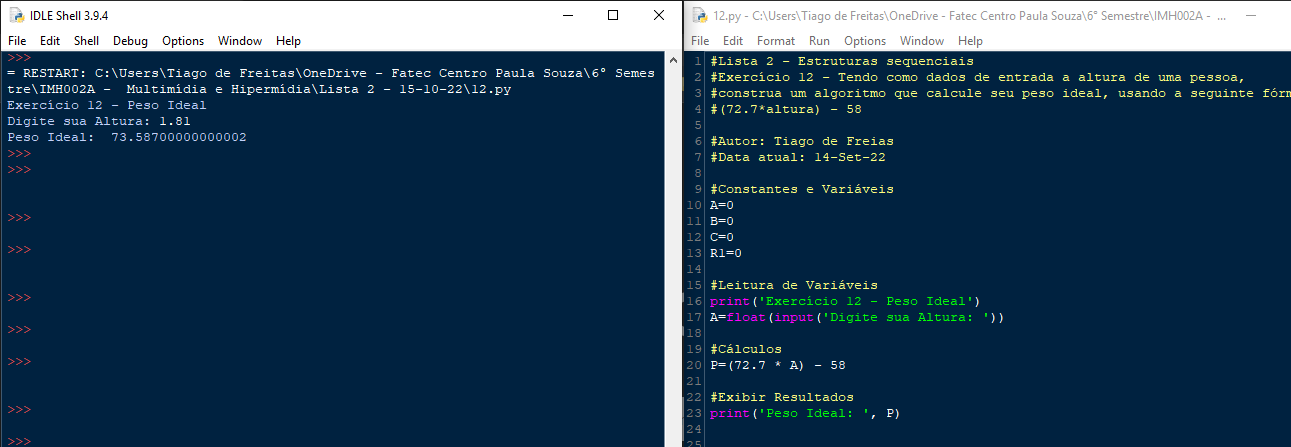 IDLE Shell 3.9.4
File Edit Shell Debug Options Window Help
>>>
= RESTART: C:\Users\Tiago de Freitas\OneDrive - Fatec Centro Paula Souza\6° Semes
tre\IMH002A -  Multimídia e Hipermídia\Lista 2 - 15-10-22\12.py
Exercício 12 - Peso Ideal
Digite sua Altura: 1.81
Peso Ideal:  73.58700000000002
>>>
>>>
>>>
>>>
>>>
>>>
>>>
>>>
>>>
12.py - C:\Users\Tiago de Freitas\OneDrive - Fatec Centro Paula Souza\6° Semestre\IMH002A - ...
File Edit Format Run Options Window Help
1 #Lista 2 - Estruturas sequenciais
2 #Exercício 12 - Tendo como dados de entrada a altura de uma pessoa,
3 #construa um algoritmo que calcule seu peso ideal, usando a seguinte fórm
4 #(72.7*altura) - 58
5
6 #Autor: Tiago de Freias
7 #Data atual: 14-Set-22
8
9 #Constantes e Variáveis
10 A=0
11 B=0
12 C=0
13 R1=0
14
15 #Leitura de Variáveis
16 print('Exercício 12 - Peso Ideal')
17 A=float(input('Digite sua Altura: '))
18
19 #Cálculos
20 P=(72.7 * A) - 58
21
22 #Exibir Resultados
23 print('Peso Ideal: ', P)
24
25